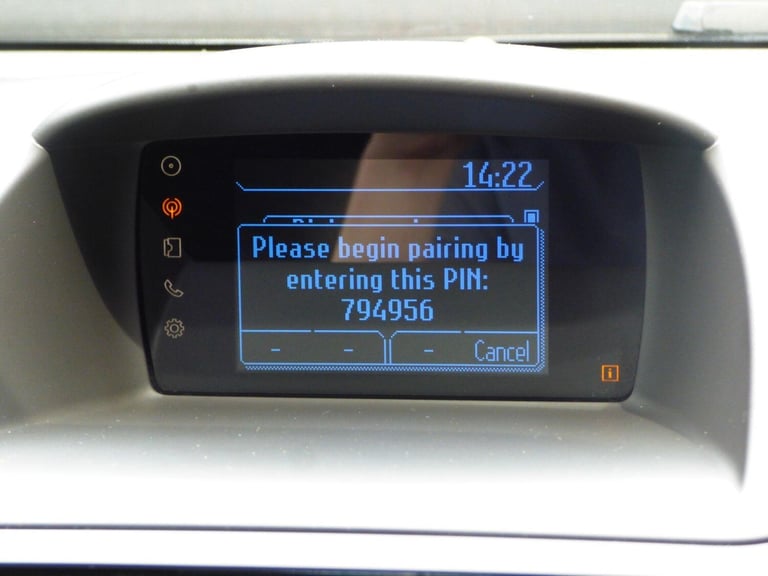 14:22
Please begin pairing by
entering this PIN:
794956
- - - Cancel